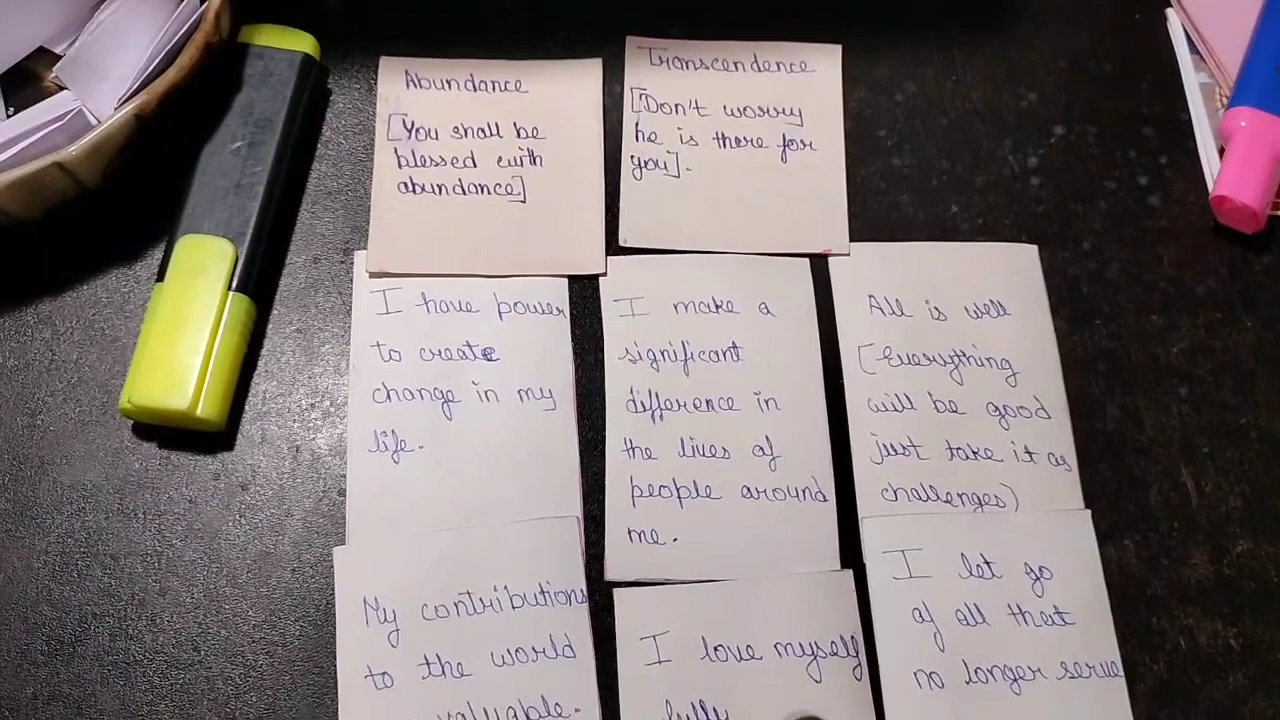 Abundance
[You shall be
blessed with
abundance]
Transcendence
[Don't worry
he is there for
you].
I have power
to create
change in my
life.
I make a
significant
difference in
the lives of
people around
me.
All is well
[Everything
will be good
just take it as
challenges)
My contributions
to the world
valuable.
I love myself
fully
I let go
of all that
no longer serve